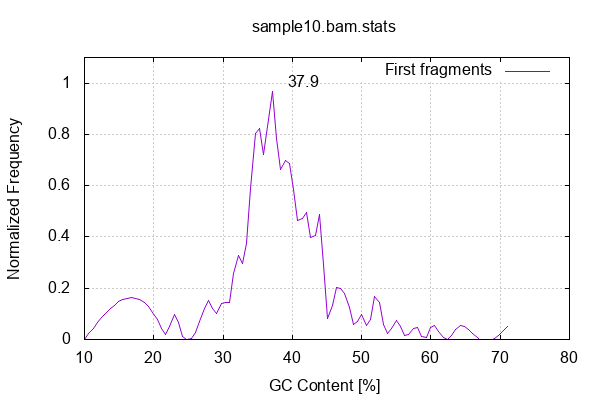 sample10.bam.stats
First fragments
37.9
Normalized Frequency
1
0.8
0.6
0.4
0.2
0
10 20 30 40 50 60 70 80
GC Content [%]